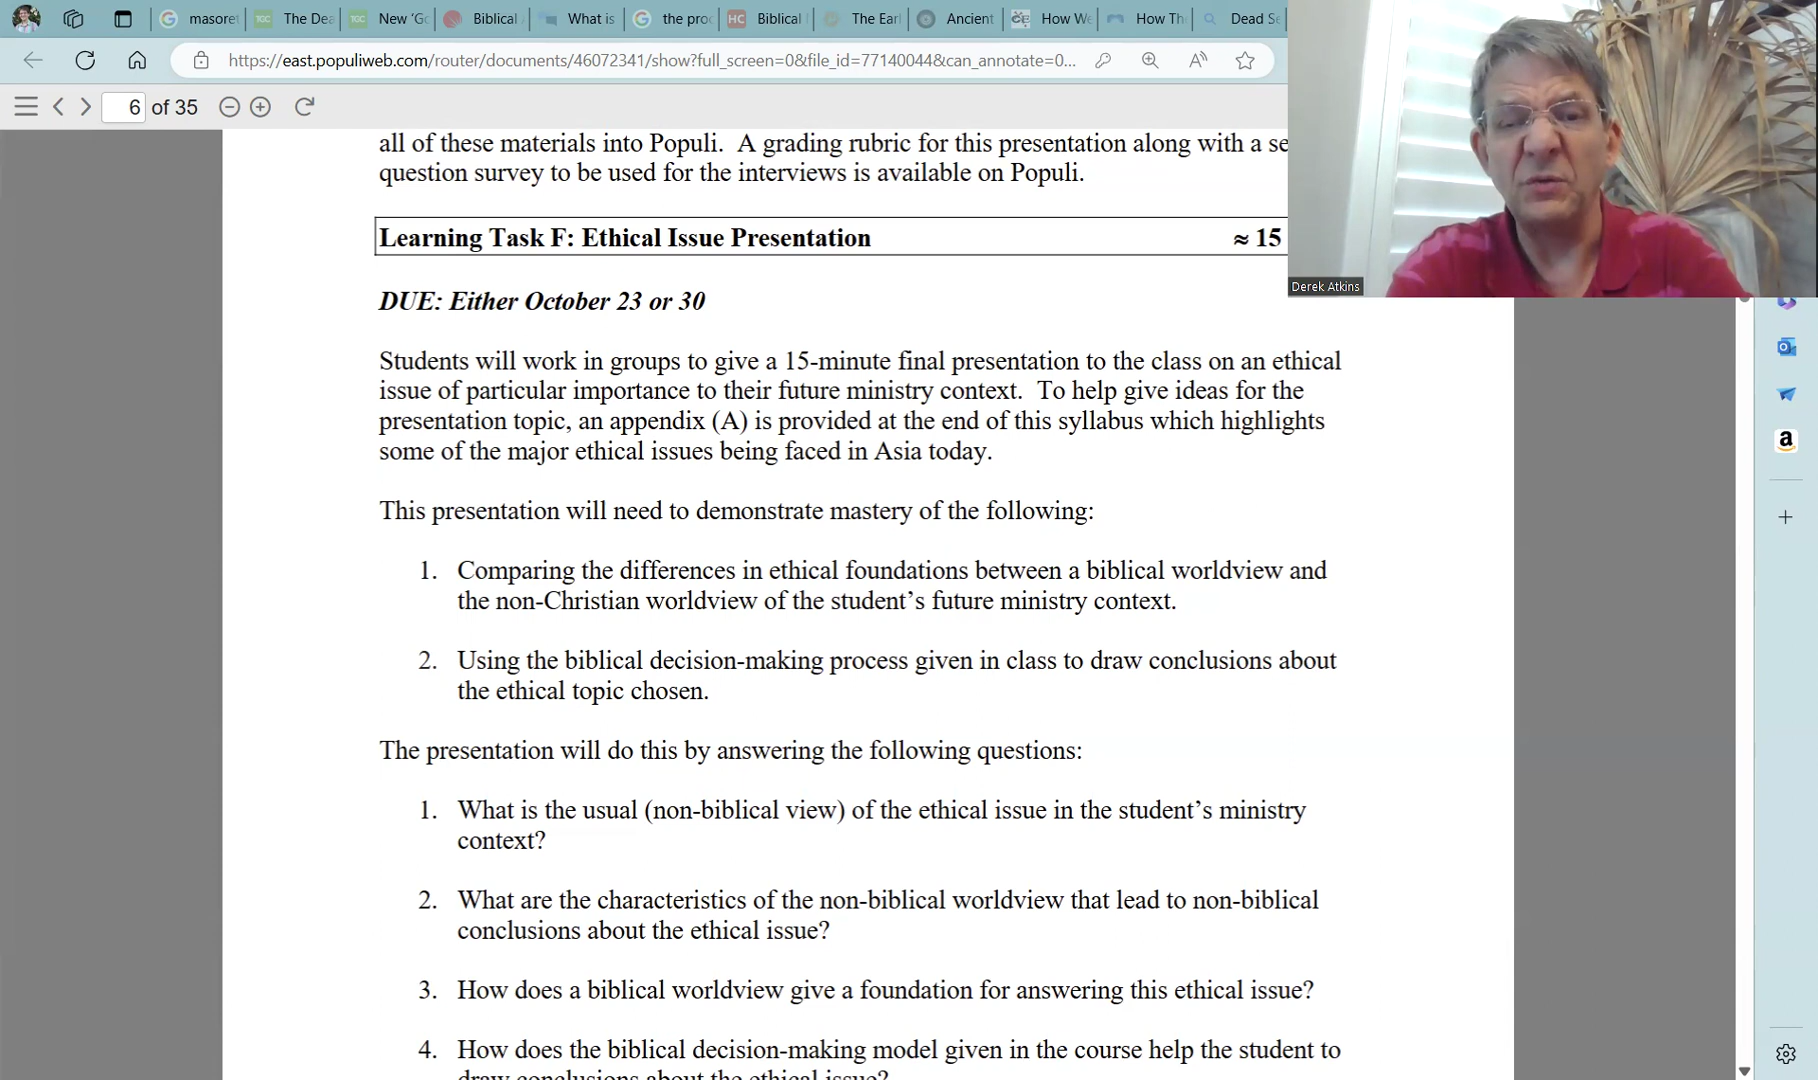 masoret
The Dea
New 'Go
Biblical
What is
the proc
Biblical
The Earl
Ancient
How We
How The
Dead Se
https://east.populiweb.com/router/documents/46072341/show?full_screen=0&file_id=77140044&can_annotate=0...
6 of 35
all of these materials into Populi. A grading rubric for this presentation along with a se
question survey to be used for the interviews is available on Populi.
Learning Task F: Ethical Issue Presentation ≈ 15
Derek Atkins
DUE: Either October 23 or 30
Students will work in groups to give a 15-minute final presentation to the class on an ethical
issue of particular importance to their future ministry context. To help give ideas for the
presentation topic, an appendix (A) is provided at the end of this syllabus which highlights
some of the major ethical issues being faced in Asia today.
This presentation will need to demonstrate mastery of the following:
1. Comparing the differences in ethical foundations between a biblical worldview and
the non-Christian worldview of the student's future ministry context.
2. Using the biblical decision-making process given in class to draw conclusions about
the ethical topic chosen.
The presentation will do this by answering the following questions:
1. What is the usual (non-biblical view) of the ethical issue in the student's ministry
context?
2. What are the characteristics of the non-biblical worldview that lead to non-biblical
conclusions about the ethical issue?
3. How does a biblical worldview give a foundation for answering this ethical issue?
4. How does the biblical decision-making model given in the course help the student to
draw conclusions about the ethical issue?